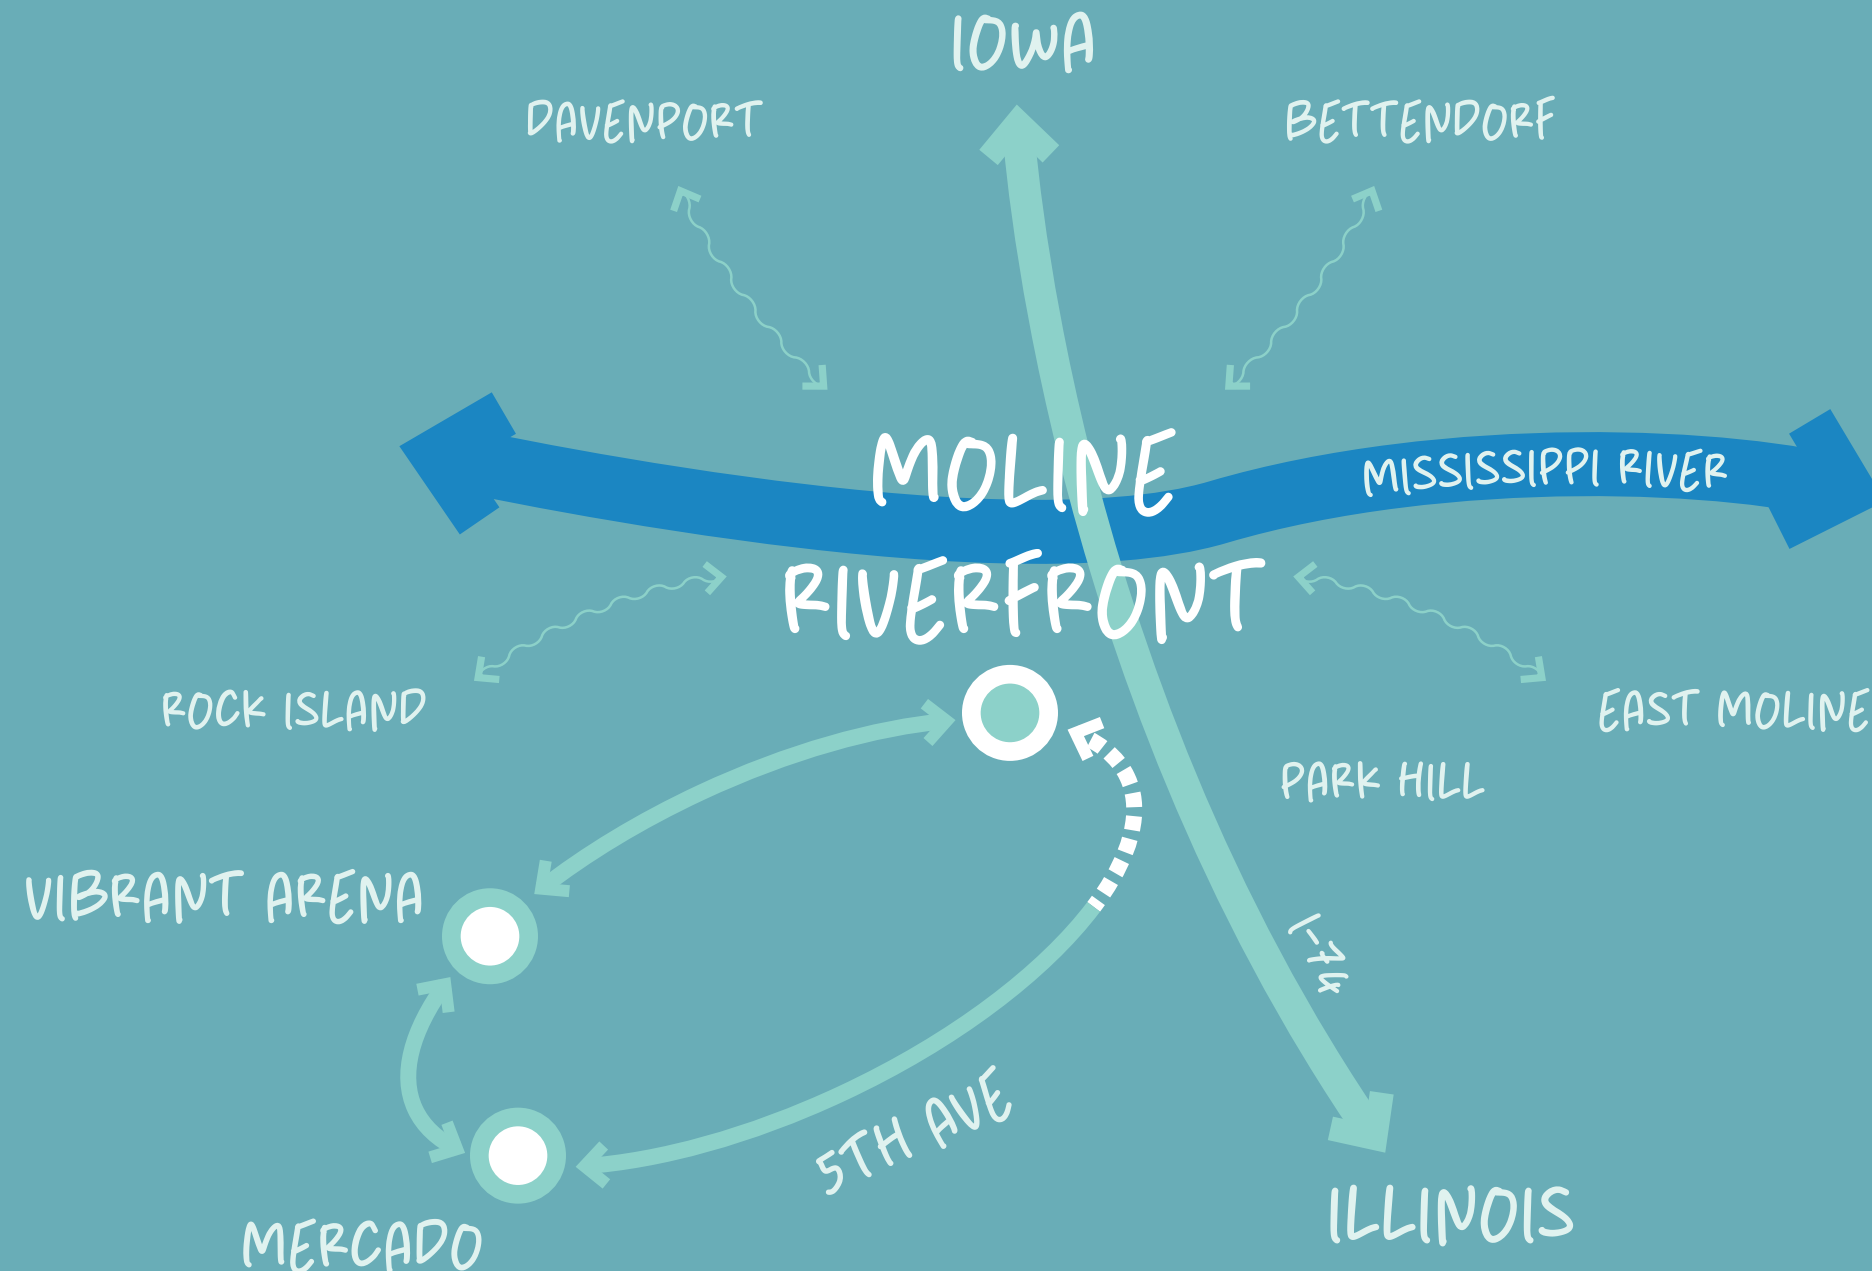 IOWA
DAVENPORT
BETTENDORF
MOLINE
RIVERFRONT
MISSISSIPPI RIVER
ROCK ISLAND
EAST MOLINE
PARK HILL
VIBRANT ARENA
I-74
5TH AVE
ILLINOIS
MERCADO